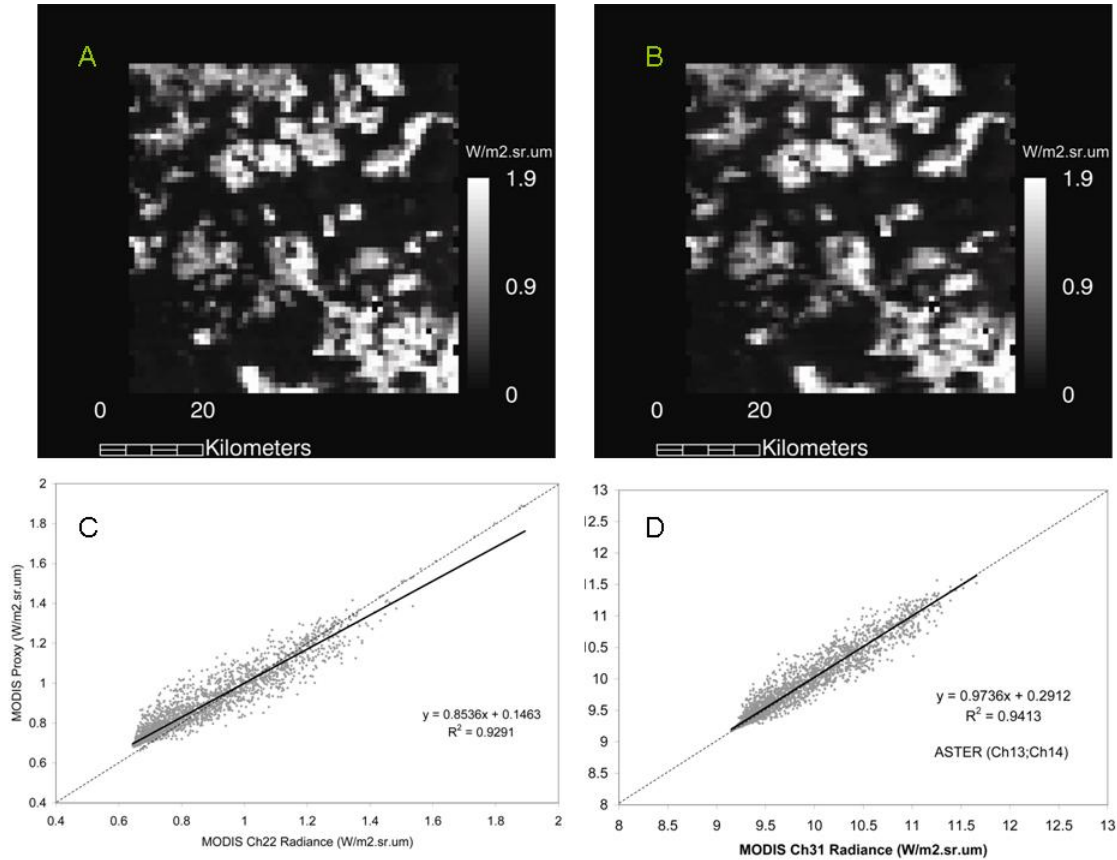 A
W/m2.sr.um
1.9
0.9
0
0 20
Kilometers
B
W/m2.sr.um
1.9
0.9
0
0 20
Kilometers
C
MODIS Proxy (W/m2.sr.um)
2
1.8
1.6
1.4
1.2
1
0.8
0.6
0.4
y = 0.8536x + 0.1463
R² = 0.9291
0.4 0.6 0.8 1 1.2 1.4 1.6 1.8 2
MODIS Ch22 Radiance (W/m2.sr.um)
D
13
12.5
12
11.5
11
10.5
10
9.5
9
8.5
8
y = 0.9736x + 0.2912
R² = 0.9413
ASTER (Ch13;Ch14)
8 8.5 9 9.5 10 10.5 11 11.5 12 12.5 13
MODIS Ch31 Radiance (W/m2.sr.um)